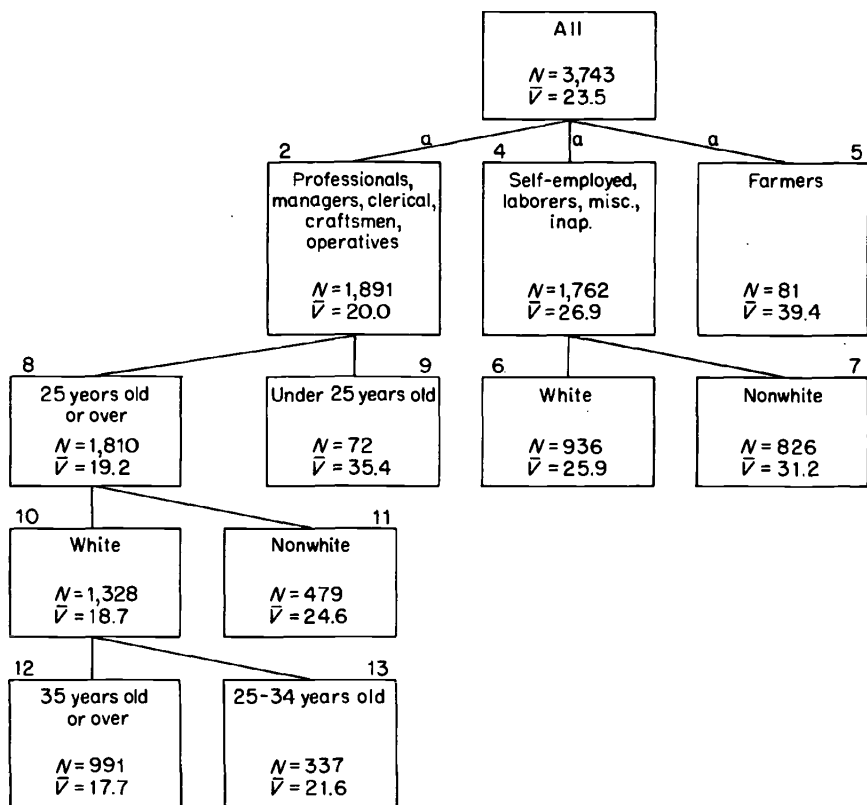 All
N = 3,743
V̄ = 23.5
a
a
a
2
Professionals,
managers, clerical,
craftsmen,
operatives
N = 1,891
V̄ = 20.0
4
Self-employed,
laborers, misc.,
inap.
N = 1,762
V̄ = 26.9
5
Farmers
N = 81
V̄ = 39.4
8
25 years old
or over
N = 1,810
V̄ = 19.2
9
Under 25 years old
N = 72
V̄ = 35.4
6
White
N = 936
V̄ = 25.9
7
Nonwhite
N = 826
V̄ = 31.2
10
White
N = 1,328
V̄ = 18.7
11
Nonwhite
N = 479
V̄ = 24.6
12
35 years old
or over
N = 991
V̄ = 17.7
13
25-34 years old
N = 337
V̄ = 21.6